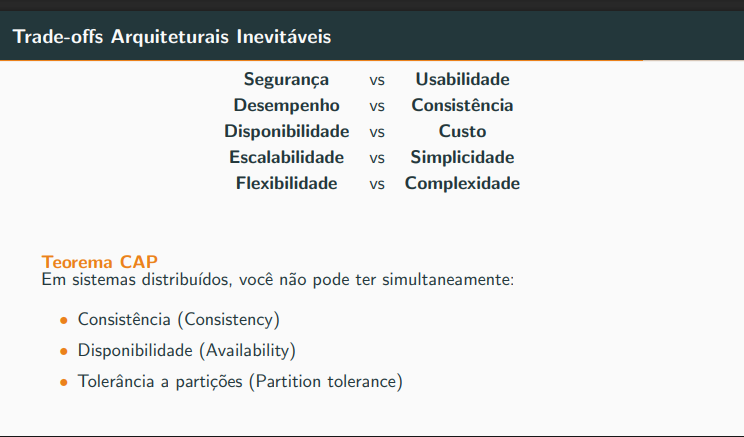 Trade-offs Arquiteturais Inevitáveis
Segurança vs Usabilidade
Desempenho vs Consistência
Disponibilidade vs Custo
Escalabilidade vs Simplicidade
Flexibilidade vs Complexidade
Teorema CAP
Em sistemas distribuídos, você não pode ter simultaneamente:
• Consistência (Consistency)
• Disponibilidade (Availability)
• Tolerância a partições (Partition tolerance)